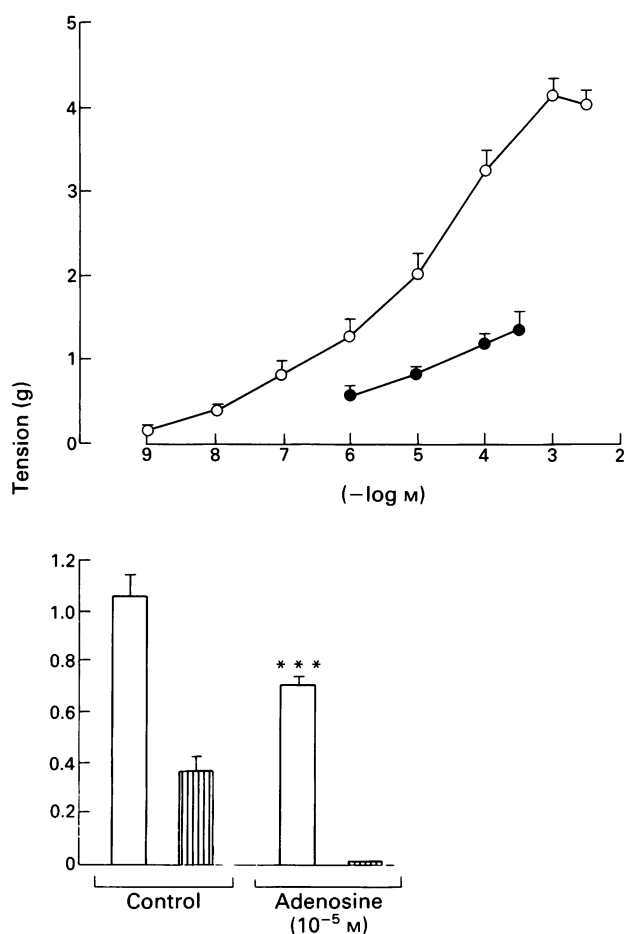 5
4
3
2
1
0
Tension (g)
9 8 7 6 5 4 3 2
(−log M)
1.2
1.0
0.8
0.6
0.4
0.2
0
* * *
Control Adenosine
(10⁻⁵ M)